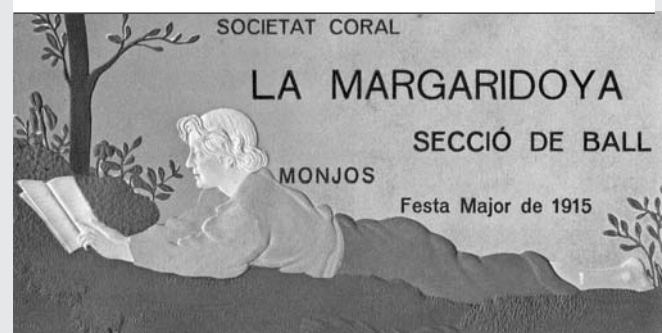 SOCIETAT CORAL
LA MARGARIDOYA
SECCIÓ DE BALL
MONJOS
Festa Major de 1915